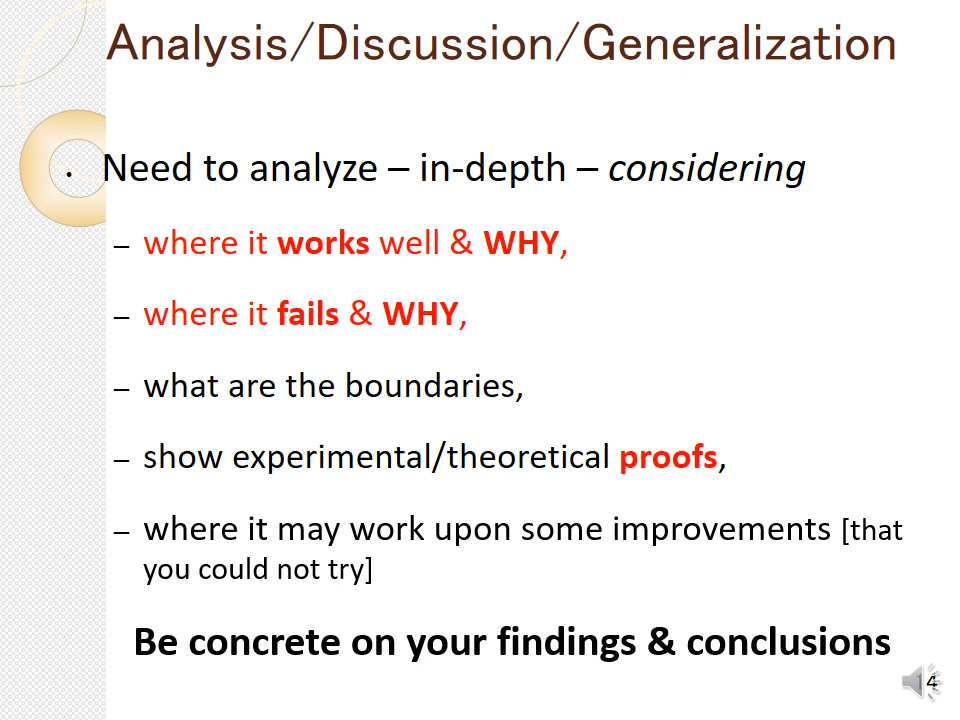 Analysis/Discussion/Generalization
• Need to analyze – in-depth – considering
– where it works well & WHY,
– where it fails & WHY,
– what are the boundaries,
– show experimental/theoretical proofs,
– where it may work upon some improvements [that
you could not try]
Be concrete on your findings & conclusions
14